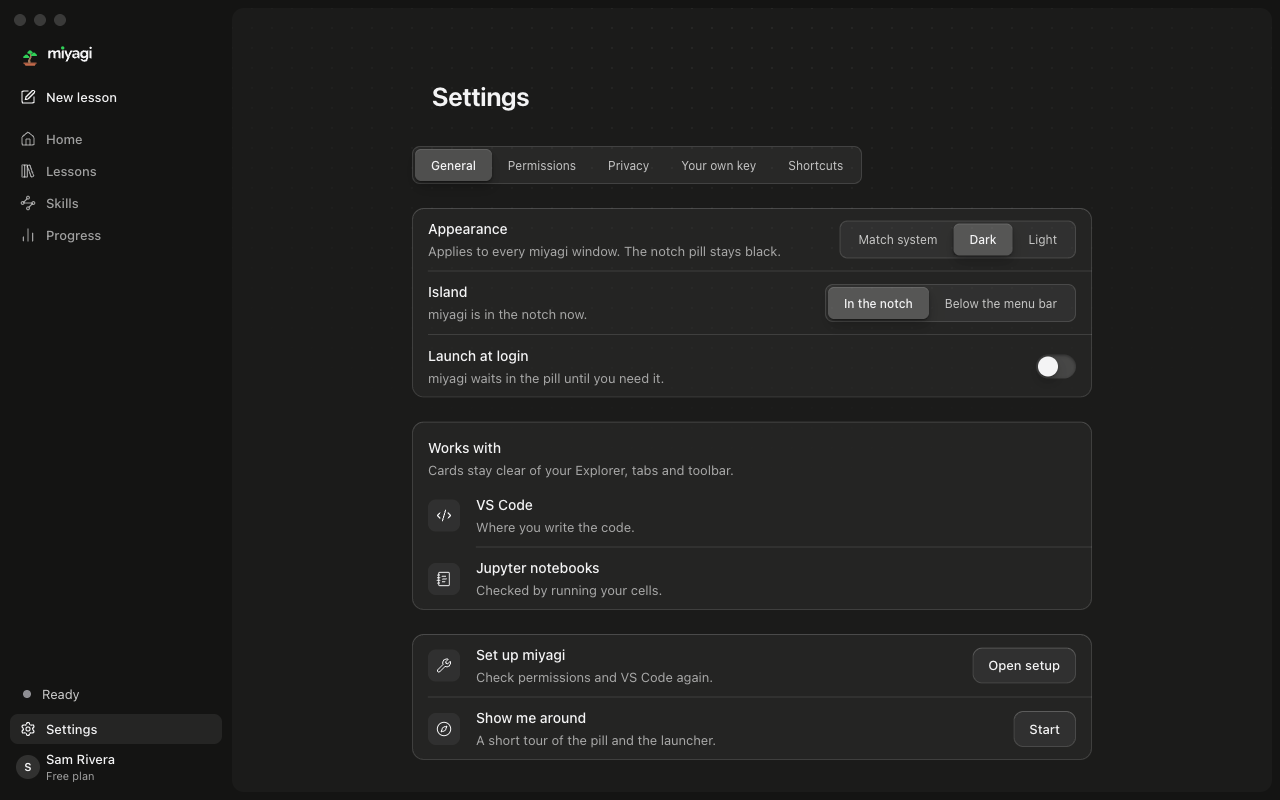 miyagi
New lesson
Home
Lessons
Skills
Progress
Ready
Settings
S
Sam Rivera
Free plan
Settings
General
Permissions
Privacy
Your own key
Shortcuts
Appearance
Applies to every miyagi window. The notch pill stays black.
Match system
Dark
Light
Island
miyagi is in the notch now.
In the notch
Below the menu bar
Launch at login
miyagi waits in the pill until you need it.
Works with
Cards stay clear of your Explorer, tabs and toolbar.
VS Code
Where you write the code.
Jupyter notebooks
Checked by running your cells.
Set up miyagi
Check permissions and VS Code again.
Open setup
Show me around
A short tour of the pill and the launcher.
Start